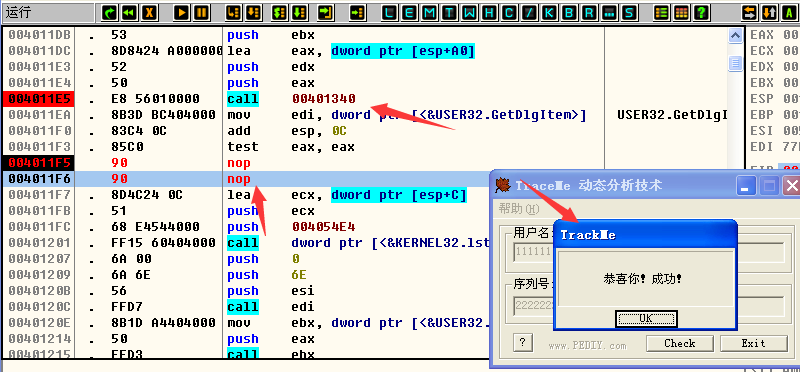 运行
L E M T W H C / K B R ... S
?
004011DB . 53 push ebx
004011DC . 8D8424 A000000 lea eax, dword ptr [esp+A0]
004011E3 . 52 push edx
004011E4 . 50 push eax
004011E5 . E8 56010000 call 00401340
004011EA . 8B3D BC404000 mov edi, dword ptr [<&USER32.GetDlgItem>] USER32.GetDlgI
004011F0 . 83C4 0C add esp, 0C
004011F3 . 85C0 test eax, eax
004011F5 90 nop
004011F6 90 nop
004011F7 . 8D4C24 0C lea ecx, dword ptr [esp+C]
004011FB . 51 push ecx
004011FC . 68 E4544000 push 004054E4
00401201 . FF15 60404000 call dword ptr [<&KERNEL32.lst
00401207 . 6A 00 push 0
00401209 . 6A 6E push 6E
0040120B . 56 push esi
0040120C . FFD7 call edi
0040120E . 8B1D A4404000 mov ebx, dword ptr [<&USER32.
00401214 . 50 push eax
00401215 . FFD3 call ebx
EAX
ECX
EDX
EBX
ESP
EBP
ESI 009
EDI 77
EIP
TraceMe 动态分析技术
帮助(H)
用户名
111111
序列号:
2222222
TrackMe
恭喜你! 成功!
OK
?
www.PEDIY.com
Check
Exit